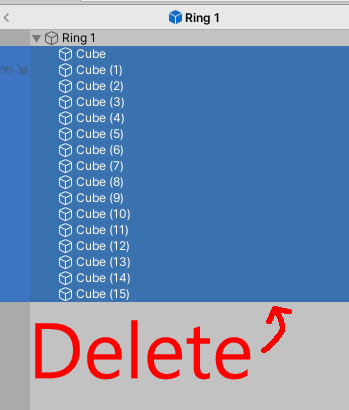 Ring 1
Ring 1
Cube
Cube (1)
Cube (2)
Cube (3)
Cube (4)
Cube (5)
Cube (6)
Cube (7)
Cube (8)
Cube (9)
Cube (10)
Cube (11)
Cube (12)
Cube (13)
Cube (14)
Cube (15)
Delete